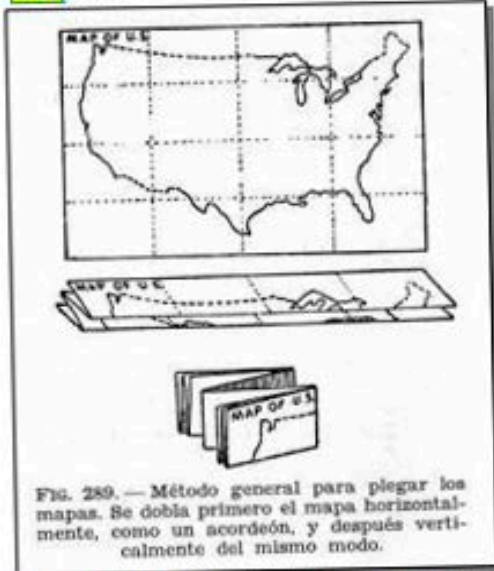 MAP OF U.S.
MAP OF U.S.
MAP OF U.S.
FIG. 289. — Método general para plegar los
mapas. Se dobla primero el mapa horizontal-
mente, como un acordeón, y después verti-
calmente del mismo modo.